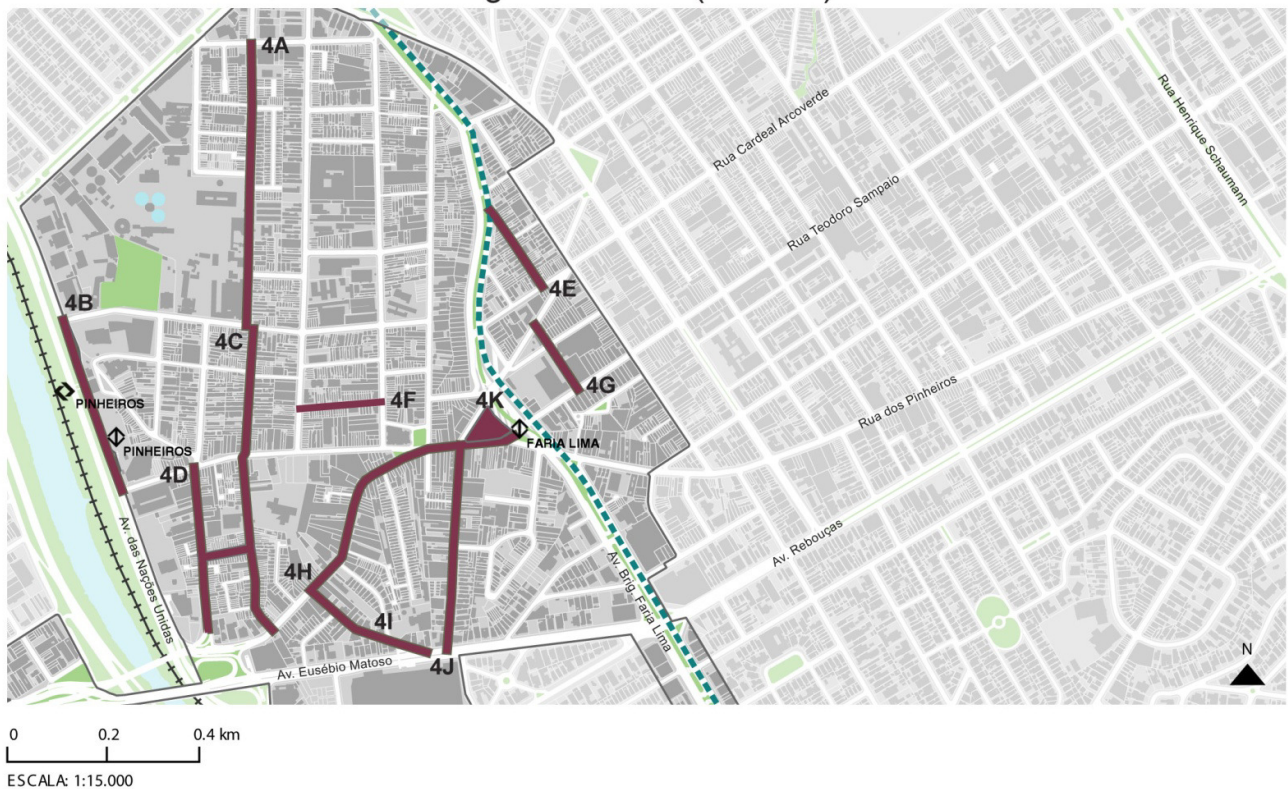 4A
Rua Cardeal Arcoverde
Rua Henrique Schaumann
Rua Teodoro Sampaio
4E
4B
4C
4G
PINHEIROS
4F
4K
Rua dos Pinheiros
PINHEIROS
FARIA LIMA
4D
Av. das Nações Unidas
Av. Rebouças
Av. Brig. Faria Lima
4H
4I
4J
Av. Eusébio Matoso
N
0 0.2 0.4 km
ESCALA: 1:15.000